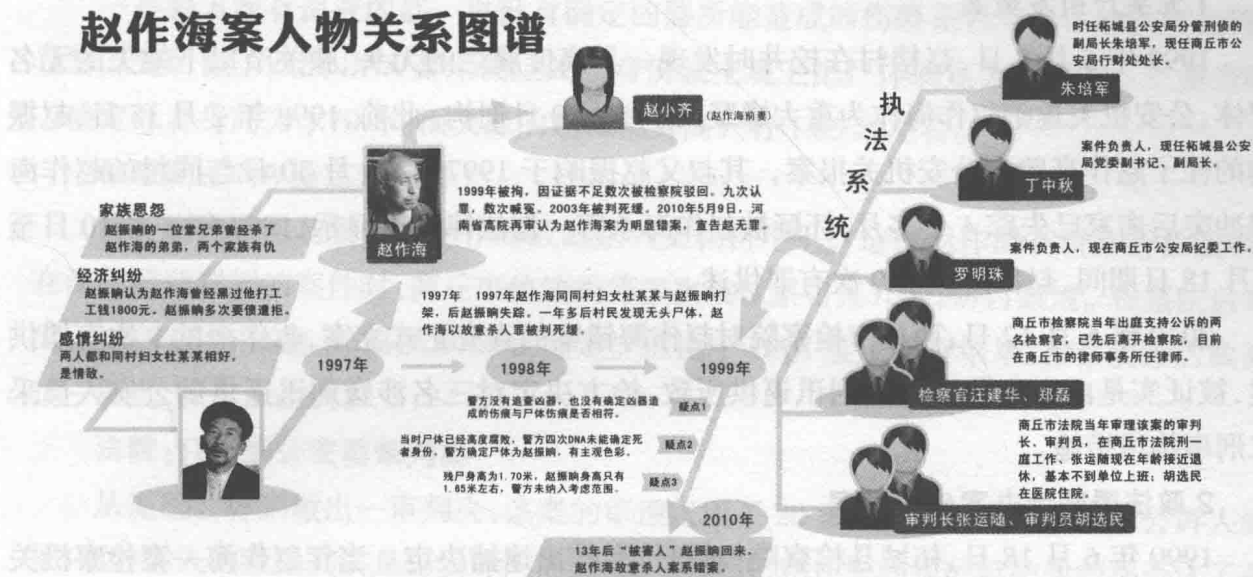 赵作海案人物关系图谱
赵小齐
(赵作海前妻)
赵作海
1999年被拘，因证据不足数次被检察院驳回。九次认
罪，数次喊冤。2003年被判死缓。2010年5月9日，河
南省高院再审认为赵作海案为明显错案，宣告赵无罪。
家族恩怨
赵振晌的一位堂兄弟曾经杀了
赵作海的弟弟，两个家族有仇
经济纠纷
赵振晌认为赵作海曾经黑过他打工
工钱1800元。赵振晌多次要债遭拒。
感情纠纷
两人都和同村妇女杜某某相好，
是情敌。
1997年　1997年赵作海同同村妇女杜某某与赵振晌打
架，后赵振晌失踪。一年多后村民发现无头尸体，赵
作海以故意杀人罪被判死缓。
1997年
1998年
1999年
警方没有追查凶器，也没有确定凶器造
成的伤痕与尸体伤痕是否相符。
疑点1
当时尸体已经高度腐败，警方四次DNA未能确定死
者身份，警方确定尸体为赵振晌，有主观色彩。
疑点2
残尸身高为1.70米，赵振晌身高只有
1.65米左右，警方未纳入考虑范围。
疑点3
2010年
13年后“被害人”赵振晌回来，
赵作海故意杀人案系错案。
执法系统
时任柘城县公安局分管刑侦的
副局长朱培军，现任商丘市公
安局行财处处长。
朱培军
案件负责人，现任柘城县公安
局党委副书记、副局长。
丁中秋
案件负责人，现在商丘市公安局纪委工作。
罗明珠
商丘市检察院当年出庭支持公诉的两
名检察官，已先后离开检察院，目前
在商丘市的律师事务所任律师。
检察官汪建华、郑磊
商丘市法院当年审理该案的审判
长、审判员，在商丘市法院刑一
庭工作、张运随现在年龄接近退
休，基本不到单位上班；胡选民
在医院住院。
审判长张运随、审判员胡选民